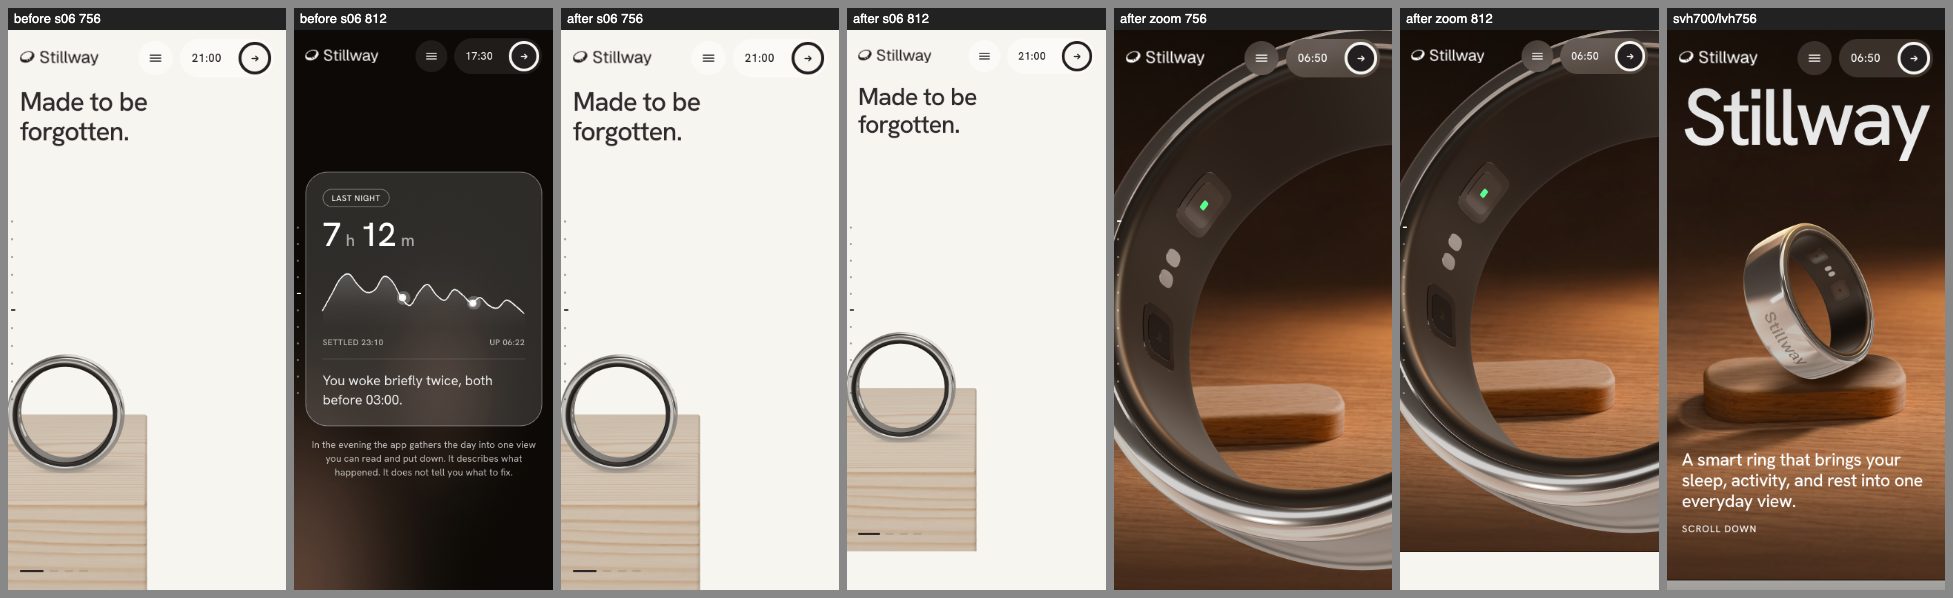 before s06 756
Stillway
21:00
Made to be
forgotten.
before s06 812
Stillway
17:30
LAST NIGHT
7 h 12 m
SETTLED 23:10
UP 06:22
You woke briefly twice, both
before 03:00.
In the evening the app gathers the day into one view
you can read and put down. It describes what
happened. It does not tell you what to fix.
after s06 756
Stillway
21:00
Made to be
forgotten.
after s06 812
Stillway
21:00
Made to be
forgotten.
after zoom 756
Stillway
06:50
after zoom 812
Stillway
06:50
svh700/lvh756
Stillway
06:50
Stillway
Stillway
A smart ring that brings your
sleep, activity, and rest into one
everyday view.
SCROLL DOWN